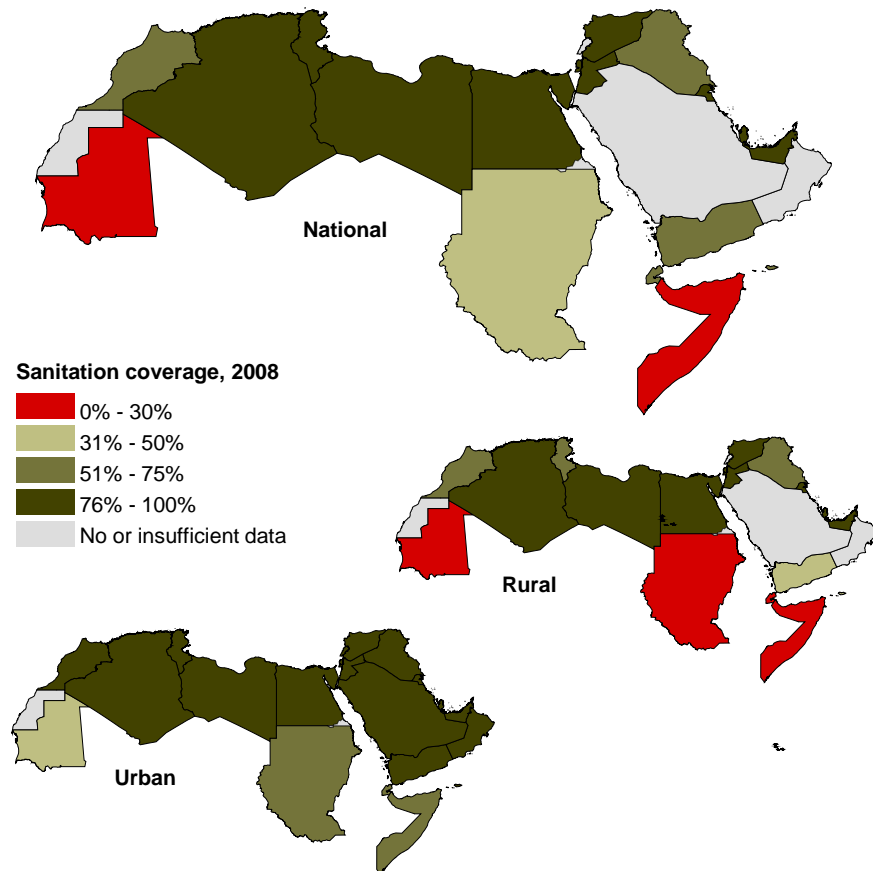 National
Sanitation coverage, 2008
0% - 30%
31% - 50%
51% - 75%
76% - 100%
No or insufficient data
Rural
Urban